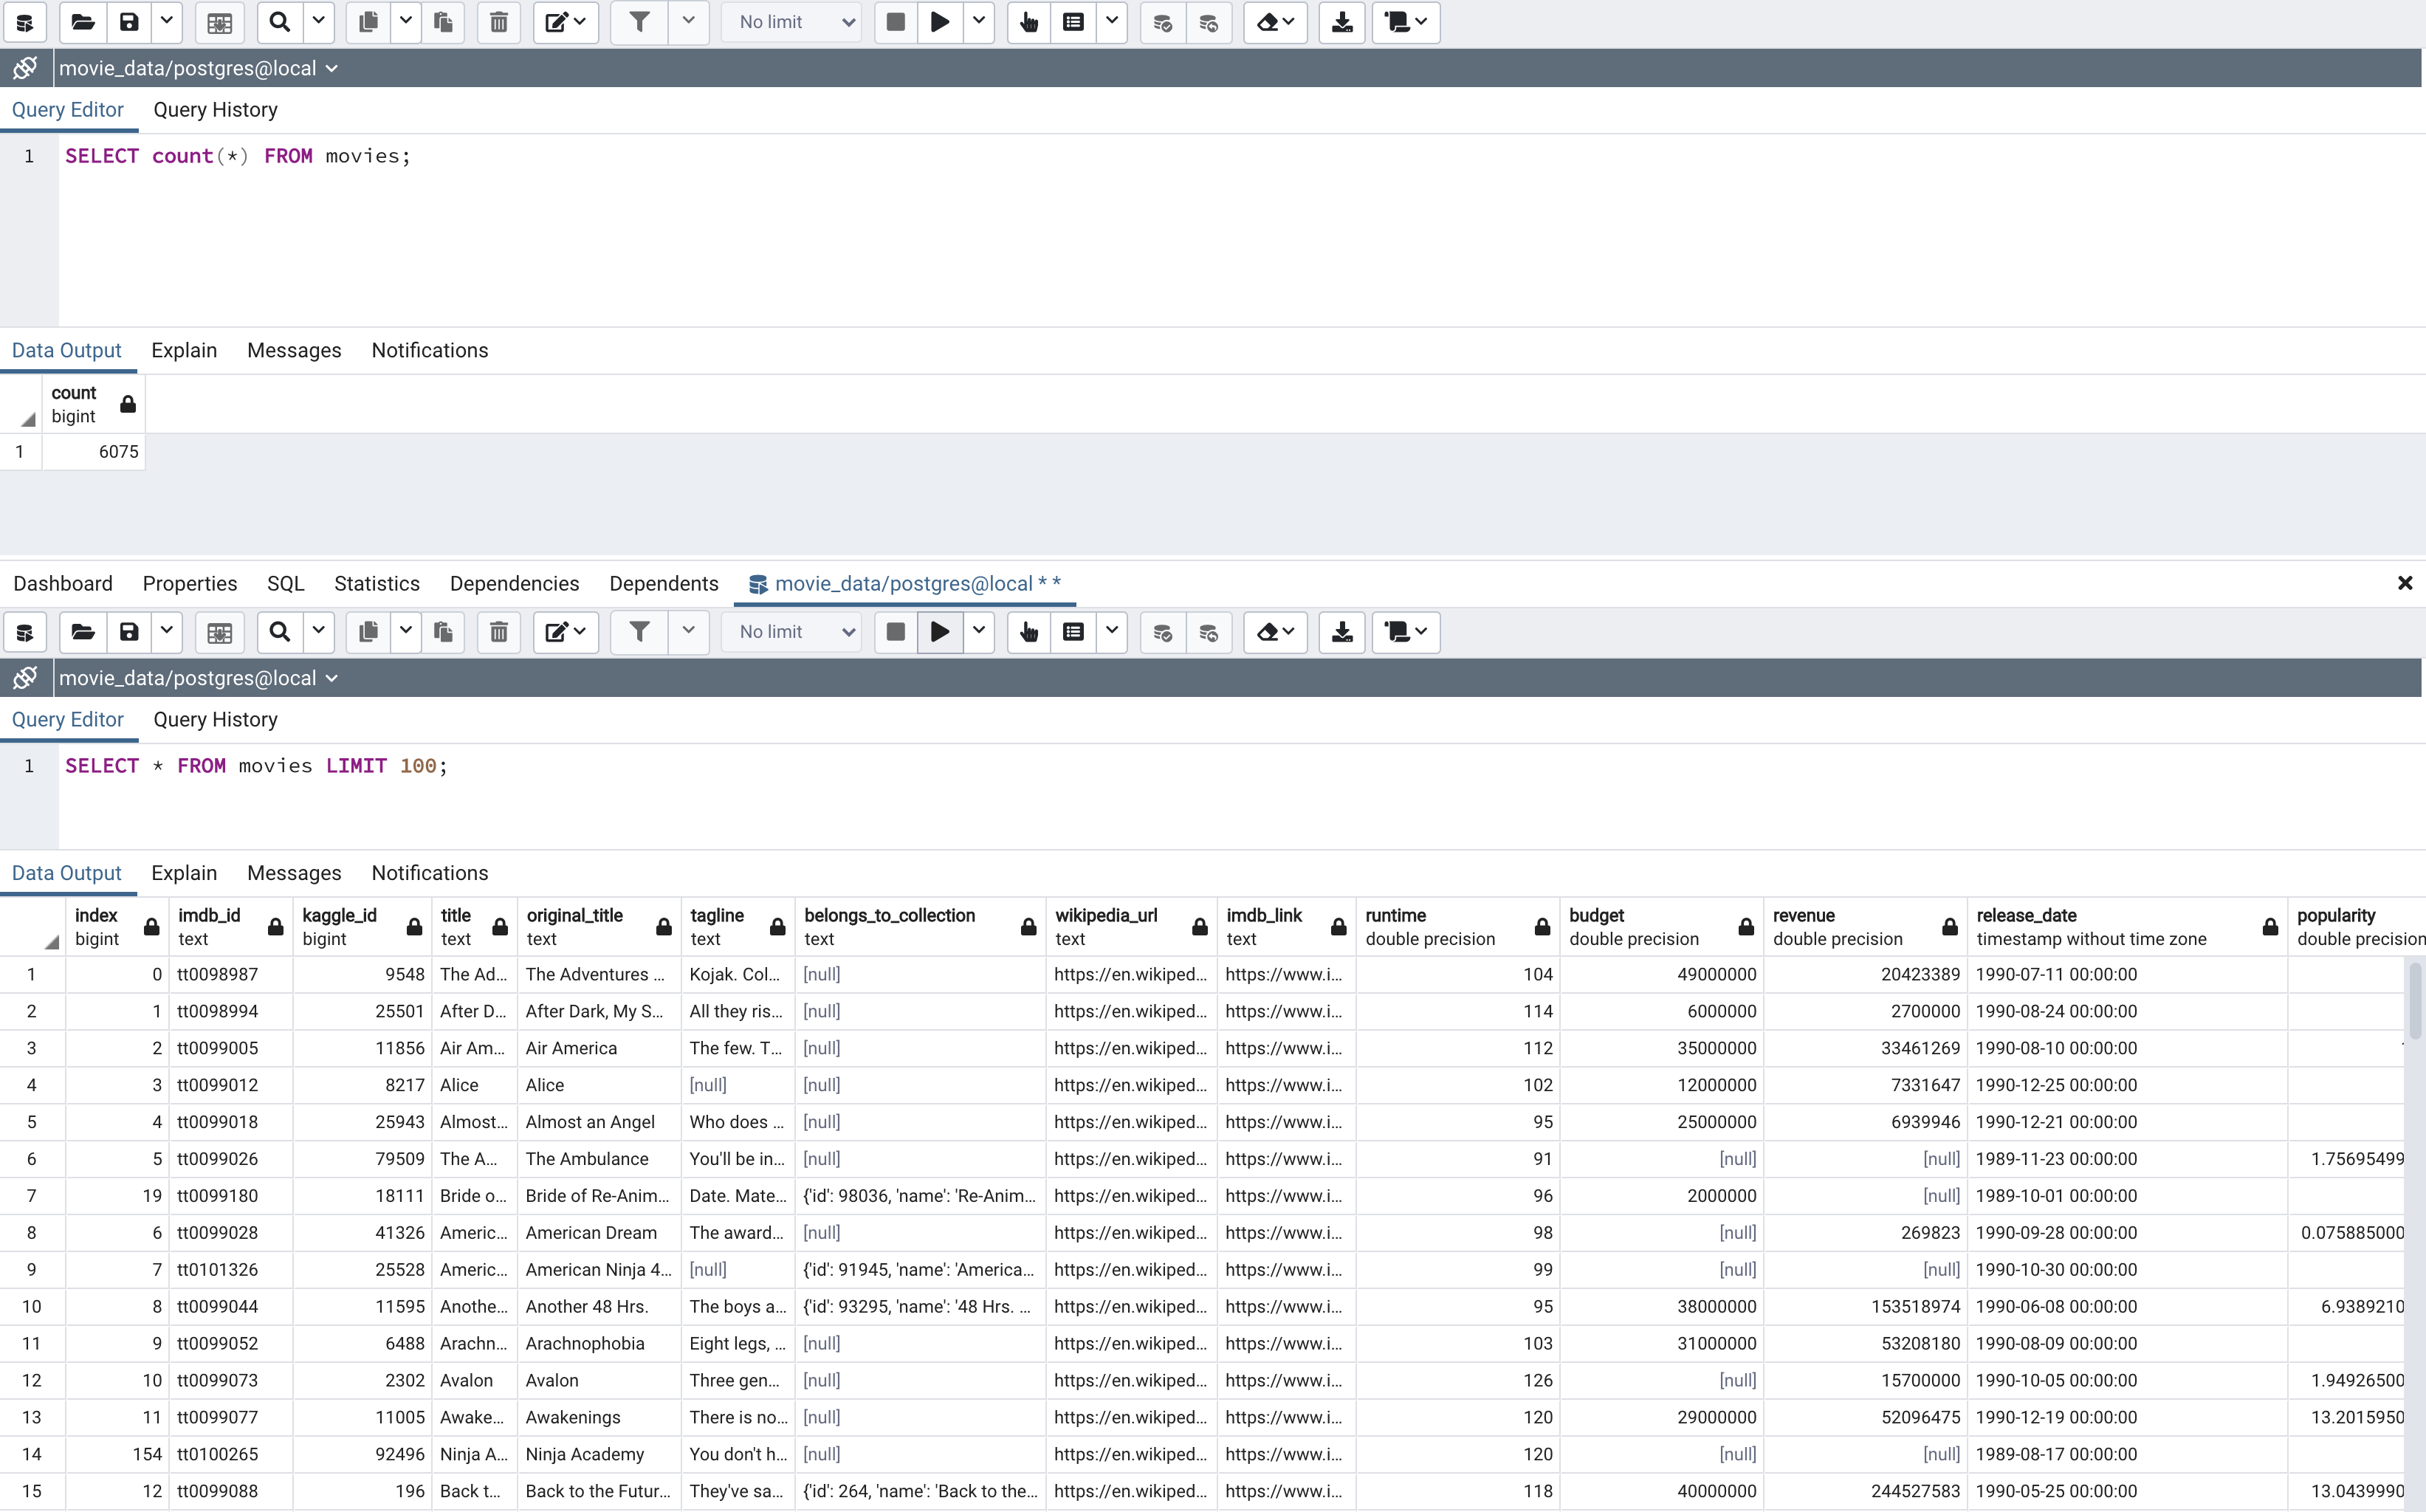 No limit
movie_data/postgres@local
Query Editor Query History
1 SELECT count(*) FROM movies;
Data Output Explain Messages Notifications
count
bigint
1 6075
Dashboard Properties SQL Statistics Dependencies Dependents movie_data/postgres@local * *
No limit
movie_data/postgres@local
Query Editor Query History
1 SELECT * FROM movies LIMIT 100;
Data Output Explain Messages Notifications
index imdb_id kaggle_id title original_title tagline belongs_to_collection wikipedia_url imdb_link runtime budget revenue release_date popularity
bigint text bigint text text text text text text double precision double precision double precision timestamp without time zone double precision
1 0 tt0098987 9548 The Ad... The Adventures ... Kojak. Col... [null] https://en.wikiped... https://www.i... 104 49000000 20423389 1990-07-11 00:00:00
2 1 tt0098994 25501 After D... After Dark, My S... All they ris... [null] https://en.wikiped... https://www.i... 114 6000000 2700000 1990-08-24 00:00:00
3 2 tt0099005 11856 Air Am... Air America The few. T... [null] https://en.wikiped... https://www.i... 112 35000000 33461269 1990-08-10 00:00:00
4 3 tt0099012 8217 Alice Alice [null] [null] https://en.wikiped... https://www.i... 102 12000000 7331647 1990-12-25 00:00:00
5 4 tt0099018 25943 Almost... Almost an Angel Who does ... [null] https://en.wikiped... https://www.i... 95 25000000 6939946 1990-12-21 00:00:00
6 5 tt0099026 79509 The A... The Ambulance You'll be in... [null] https://en.wikiped... https://www.i... 91 [null] [null] 1989-11-23 00:00:00 1.75695499
7 19 tt0099180 18111 Bride o... Bride of Re-Anim... Date. Mate... {'id': 98036, 'name': 'Re-Anim... https://en.wikiped... https://www.i... 96 2000000 [null] 1989-10-01 00:00:00
8 6 tt0099028 41326 Americ... American Dream The award... [null] https://en.wikiped... https://www.i... 98 [null] 269823 1990-09-28 00:00:00 0.075885000
9 7 tt0101326 25528 Americ... American Ninja 4... [null] {'id': 91945, 'name': 'America... https://en.wikiped... https://www.i... 99 [null] [null] 1990-10-30 00:00:00
10 8 tt0099044 11595 Anothe... Another 48 Hrs. The boys a... {'id': 93295, 'name': '48 Hrs. ... https://en.wikiped... https://www.i... 95 38000000 153518974 1990-06-08 00:00:00 6.9389210
11 9 tt0099052 6488 Arachn... Arachnophobia Eight legs, ... [null] https://en.wikiped... https://www.i... 103 31000000 53208180 1990-08-09 00:00:00
12 10 tt0099073 2302 Avalon Avalon Three gen... [null] https://en.wikiped... https://www.i... 126 [null] 15700000 1990-10-05 00:00:00 1.94926500
13 11 tt0099077 11005 Awake... Awakenings There is no... [null] https://en.wikiped... https://www.i... 120 29000000 52096475 1990-12-19 00:00:00 13.2015950
14 154 tt0100265 92496 Ninja A... Ninja Academy You don't h... [null] https://en.wikiped... https://www.i... 120 [null] [null] 1989-08-17 00:00:00
15 12 tt0099088 196 Back t... Back to the Futur... They've sa... {'id': 264, 'name': 'Back to the... https://en.wikiped... https://www.i... 118 40000000 244527583 1990-05-25 00:00:00 13.0439990